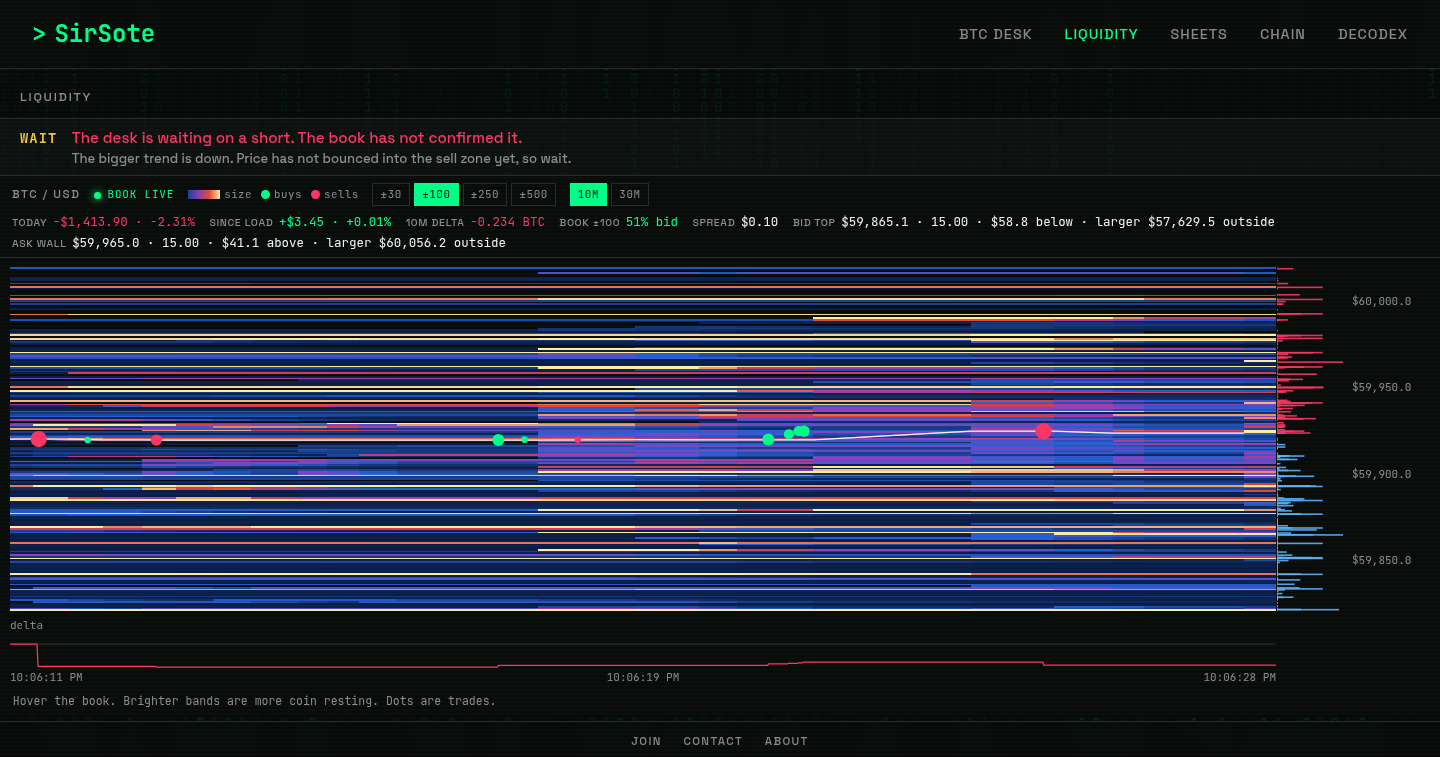 > SirSote
BTC DESK LIQUIDITY SHEETS CHAIN DECODEX
LIQUIDITY
WAIT The desk is waiting on a short. The book has not confirmed it.
The bigger trend is down. Price has not bounced into the sell zone yet, so wait.
BTC / USD BOOK LIVE size buys sells ±30 ±100 ±250 ±500 10M 30M
TODAY -$1,413.90 · -2.31% SINCE LOAD +$3.45 · +0.01% 10M DELTA -0.234 BTC BOOK ±100 51% bid SPREAD $0.10 BID TOP $59,865.1 · 15.00 · $58.8 below · larger $57,629.5 outside
ASK WALL $59,965.0 · 15.00 · $41.1 above · larger $60,056.2 outside
$60,000.0
$59,950.0
$59,900.0
$59,850.0
delta
10:06:11 PM 10:06:19 PM 10:06:28 PM
Hover the book. Brighter bands are more coin resting. Dots are trades.
JOIN CONTACT ABOUT